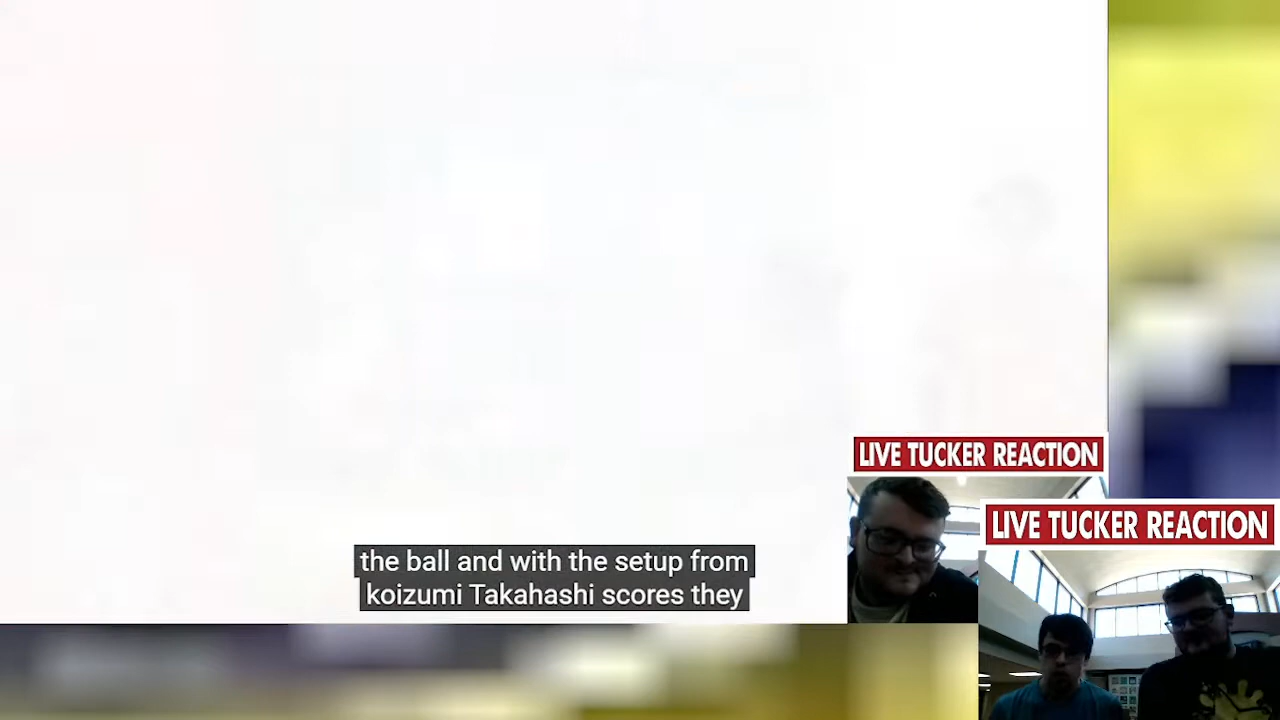 LIVE TUCKER REACTION
LIVE TUCKER REACTION
the ball and with the setup from
koizumi Takahashi scores they